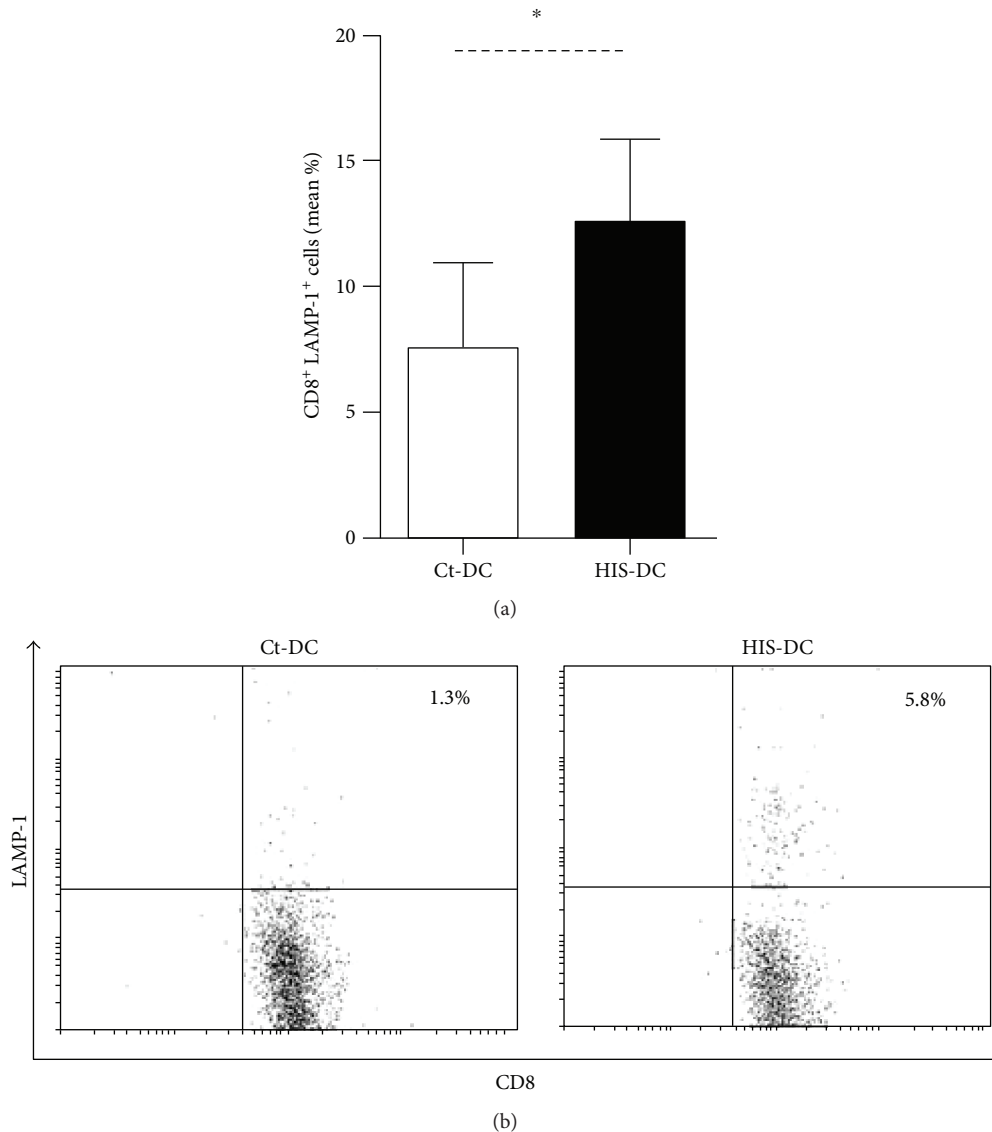 *
20
15
10
5
0
CD8⁺ LAMP-1⁺ cells (mean %)
Ct-DC HIS-DC
(a)
Ct-DC HIS-DC
1.3% 5.8%
LAMP-1
CD8
(b)